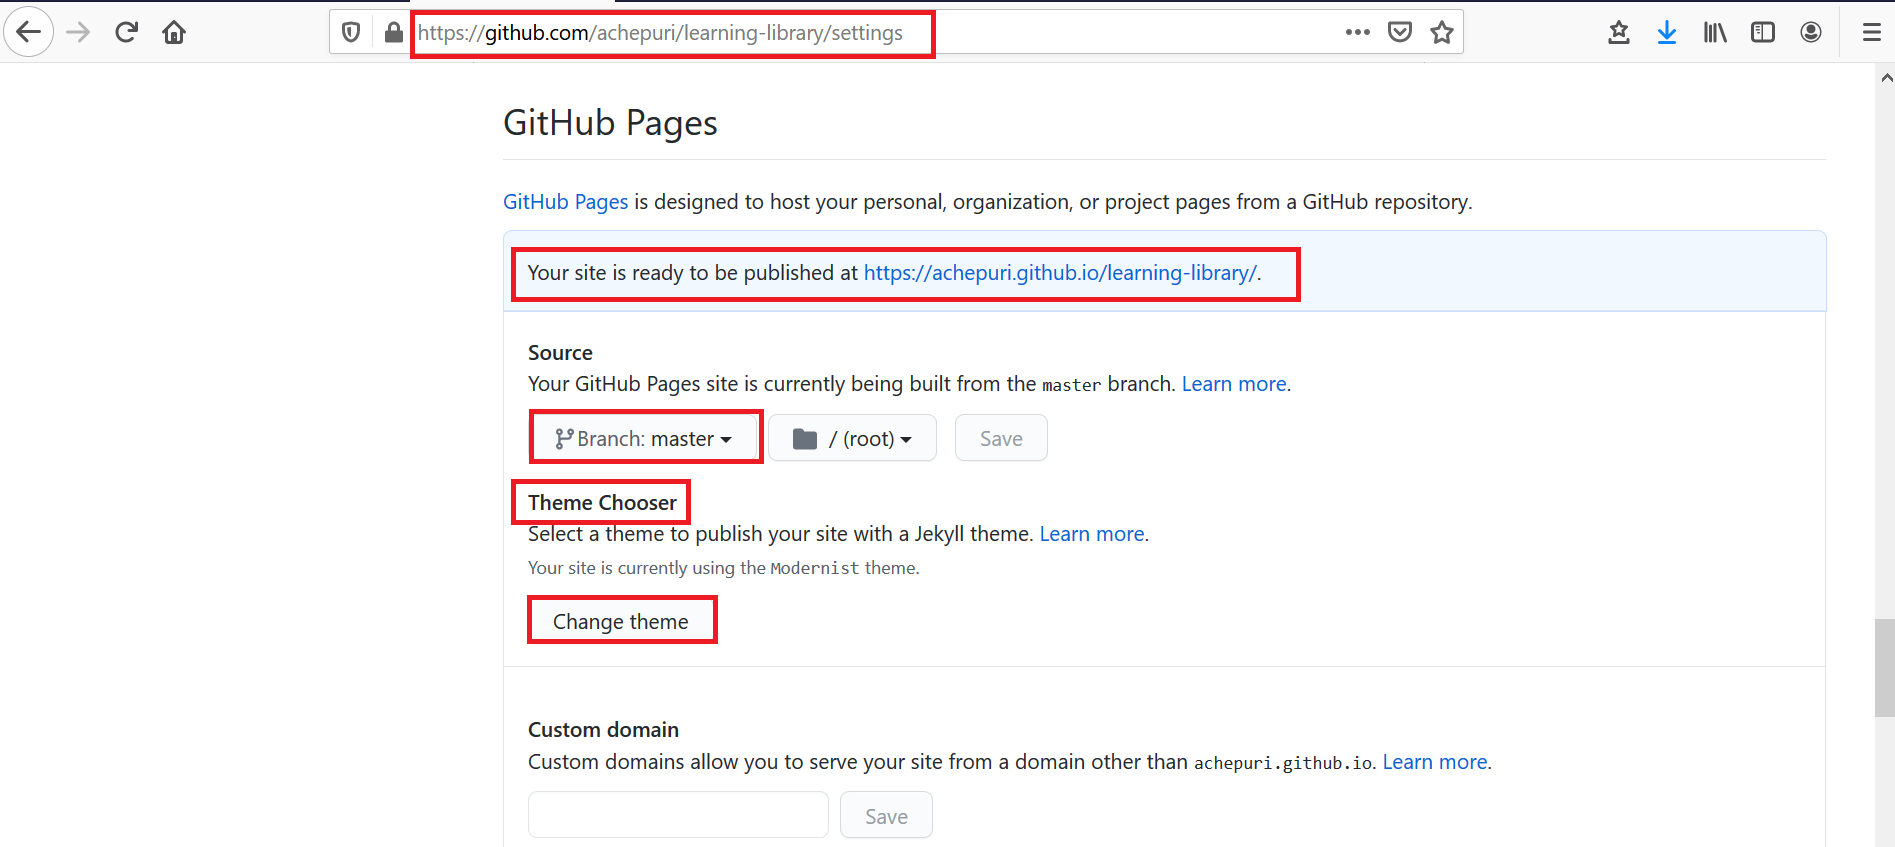 https://github.com/achepuri/learning-library/settings
GitHub Pages
GitHub Pages is designed to host your personal, organization, or project pages from a GitHub repository.
Your site is ready to be published at https://achepuri.github.io/learning-library/.
Source
Your GitHub Pages site is currently being built from the master branch. Learn more.
Branch: master / (root) Save
Theme Chooser
Select a theme to publish your site with a Jekyll theme. Learn more.
Your site is currently using the Modernist theme.
Change theme
Custom domain
Custom domains allow you to serve your site from a domain other than achepuri.github.io. Learn more.
Save